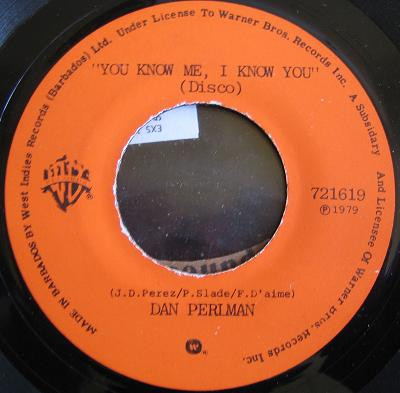 MADE IN BARBADOS BY West Indies Records (Barbados) Ltd. Under License To Warner Bros. Records Inc. A Subsidiary And Licensee Of Warner Bros. Records Inc.
"YOU KNOW ME, I KNOW YOU"
(Disco)
EXS
WB
®
721619
℗ 1979
(J.D.Perez/P.Slade/F.D'aime)
DAN PERLMAN